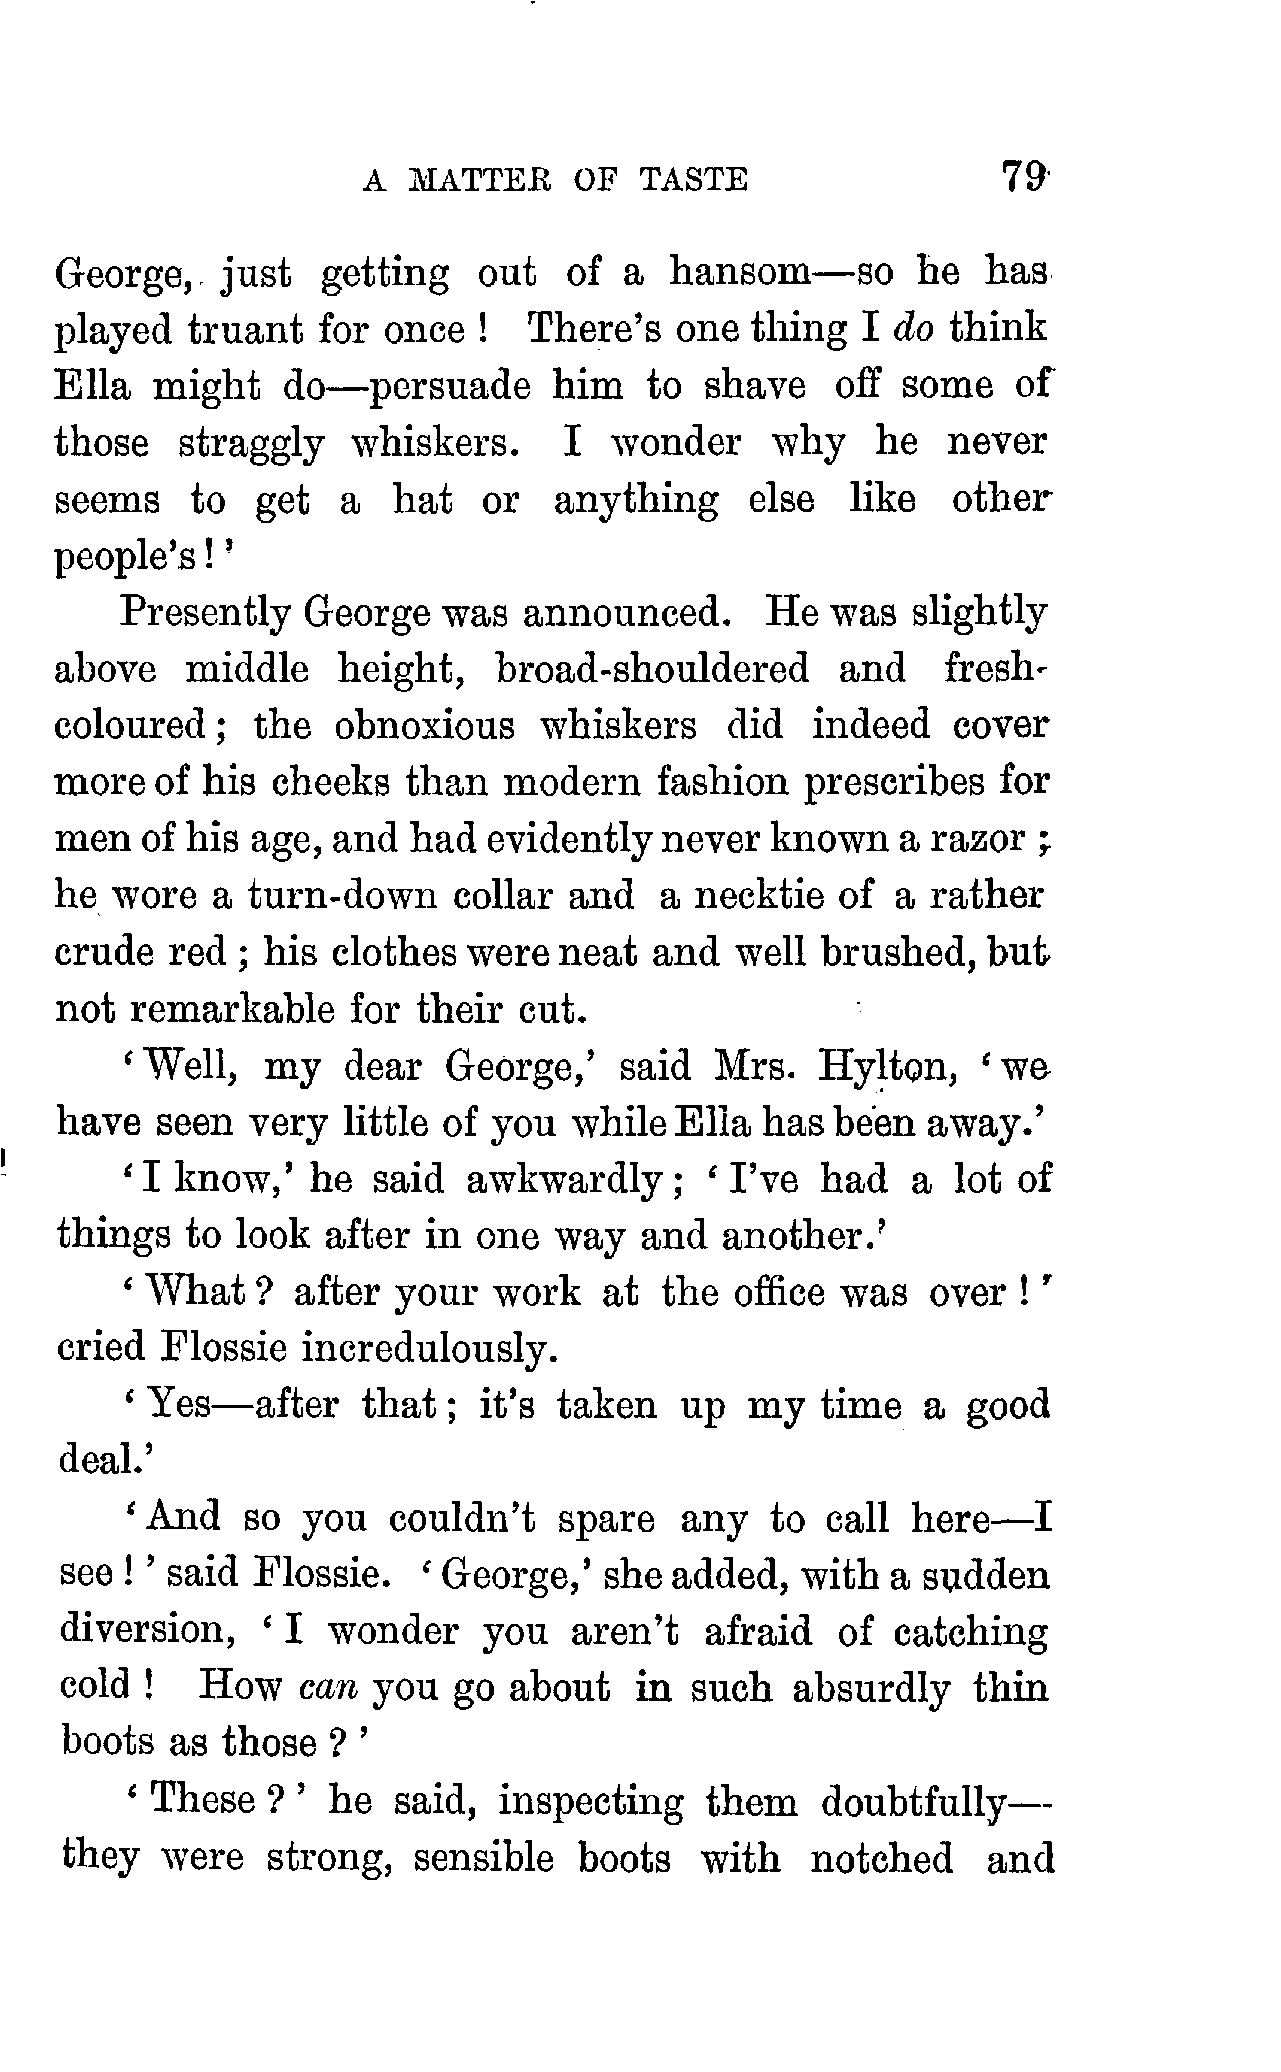 A MATTER OF TASTE 79
George, just getting out of a hansom—so he has
played truant for once ! There's one thing I do think
Ella might do—persuade him to shave off some of
those straggly whiskers. I wonder why he never
seems to get a hat or anything else like other
people's ! '
Presently George was announced. He was slightly
above middle height, broad-shouldered and fresh-
coloured ; the obnoxious whiskers did indeed cover
more of his cheeks than modern fashion prescribes for
men of his age, and had evidently never known a razor ;
he wore a turn-down collar and a necktie of a rather
crude red ; his clothes were neat and well brushed, but
not remarkable for their cut.
' Well, my dear George,' said Mrs. Hylton, ' we
have seen very little of you while Ella has been away.'
' I know,' he said awkwardly ; ' I've had a lot of
things to look after in one way and another.'
' What ? after your work at the office was over ! '
cried Flossie incredulously.
' Yes—after that ; it's taken up my time a good
deal.'
' And so you couldn't spare any to call here—I
see ! ' said Flossie. ' George,' she added, with a sudden
diversion, ' I wonder you aren't afraid of catching
cold ! How can you go about in such absurdly thin
boots as those ? '
' These ? ' he said, inspecting them doubtfully—
they were strong, sensible boots with notched and